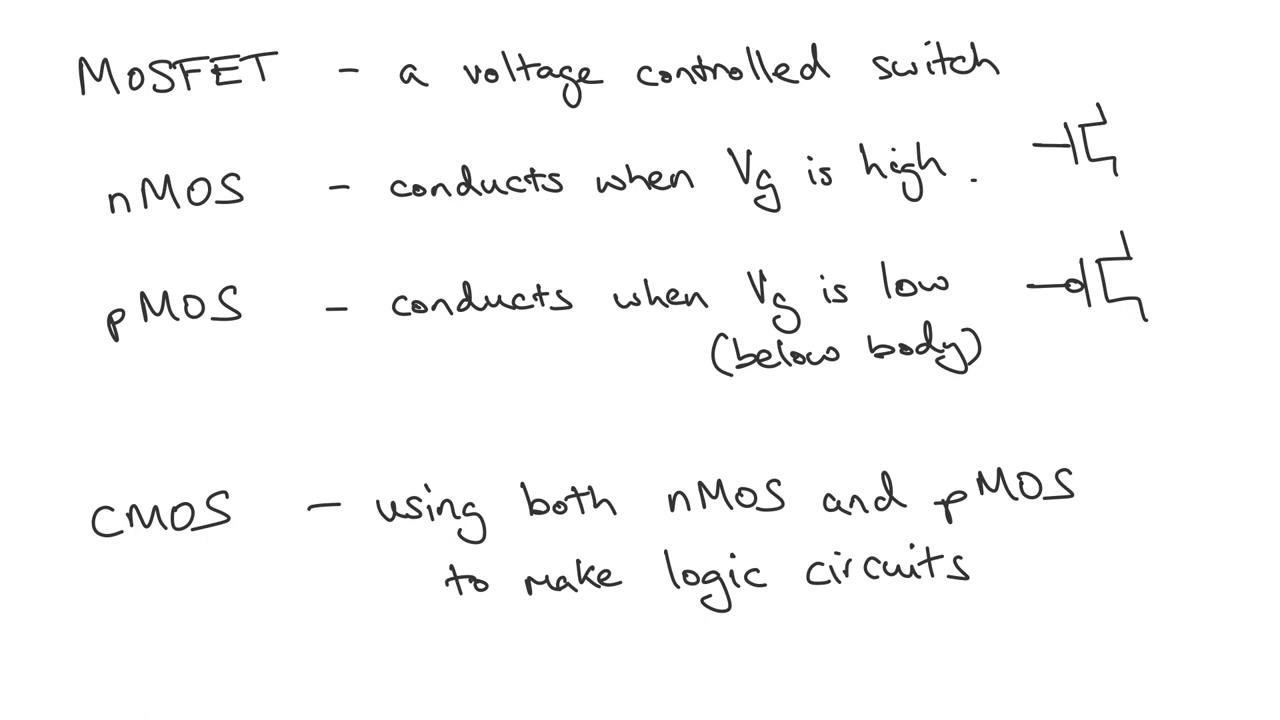 MOSFET - a voltage controlled switch
nMOS - conducts when Vg is high.
pMOS - conducts when Vg is low
(below body)
CMOS - using both nMOS and pMOS
to make logic circuits